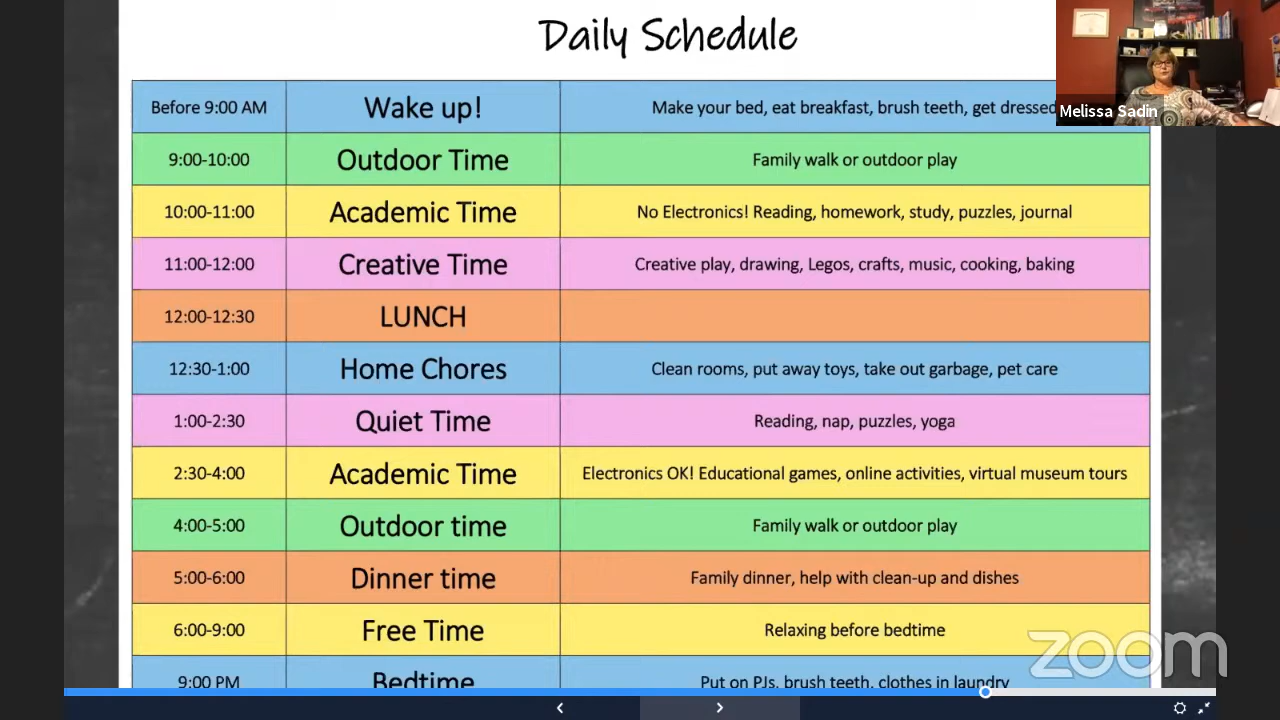 Daily Schedule
Melissa Sadin
Before 9:00 AM Wake up! Make your bed, eat breakfast, brush teeth, get dressed
9:00-10:00 Outdoor Time Family walk or outdoor play
10:00-11:00 Academic Time No Electronics! Reading, homework, study, puzzles, journal
11:00-12:00 Creative Time Creative play, drawing, Legos, crafts, music, cooking, baking
12:00-12:30 LUNCH
12:30-1:00 Home Chores Clean rooms, put away toys, take out garbage, pet care
1:00-2:30 Quiet Time Reading, nap, puzzles, yoga
2:30-4:00 Academic Time Electronics OK! Educational games, online activities, virtual museum tours
4:00-5:00 Outdoor time Family walk or outdoor play
5:00-6:00 Dinner time Family dinner, help with clean-up and dishes
6:00-9:00 Free Time Relaxing before bedtime
9:00 PM Bedtime Put on PJs, brush teeth, clothes in laundry
zoom